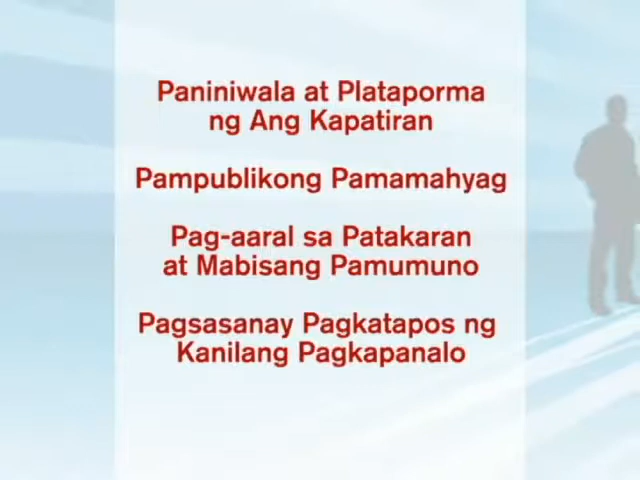 Paniniwala at Plataporma
ng Ang Kapatiran
Pampublikong Pamamahyag
Pag-aaral sa Patakaran
at Mabisang Pamumuno
Pagsasanay Pagkatapos ng
Kanilang Pagkapanalo